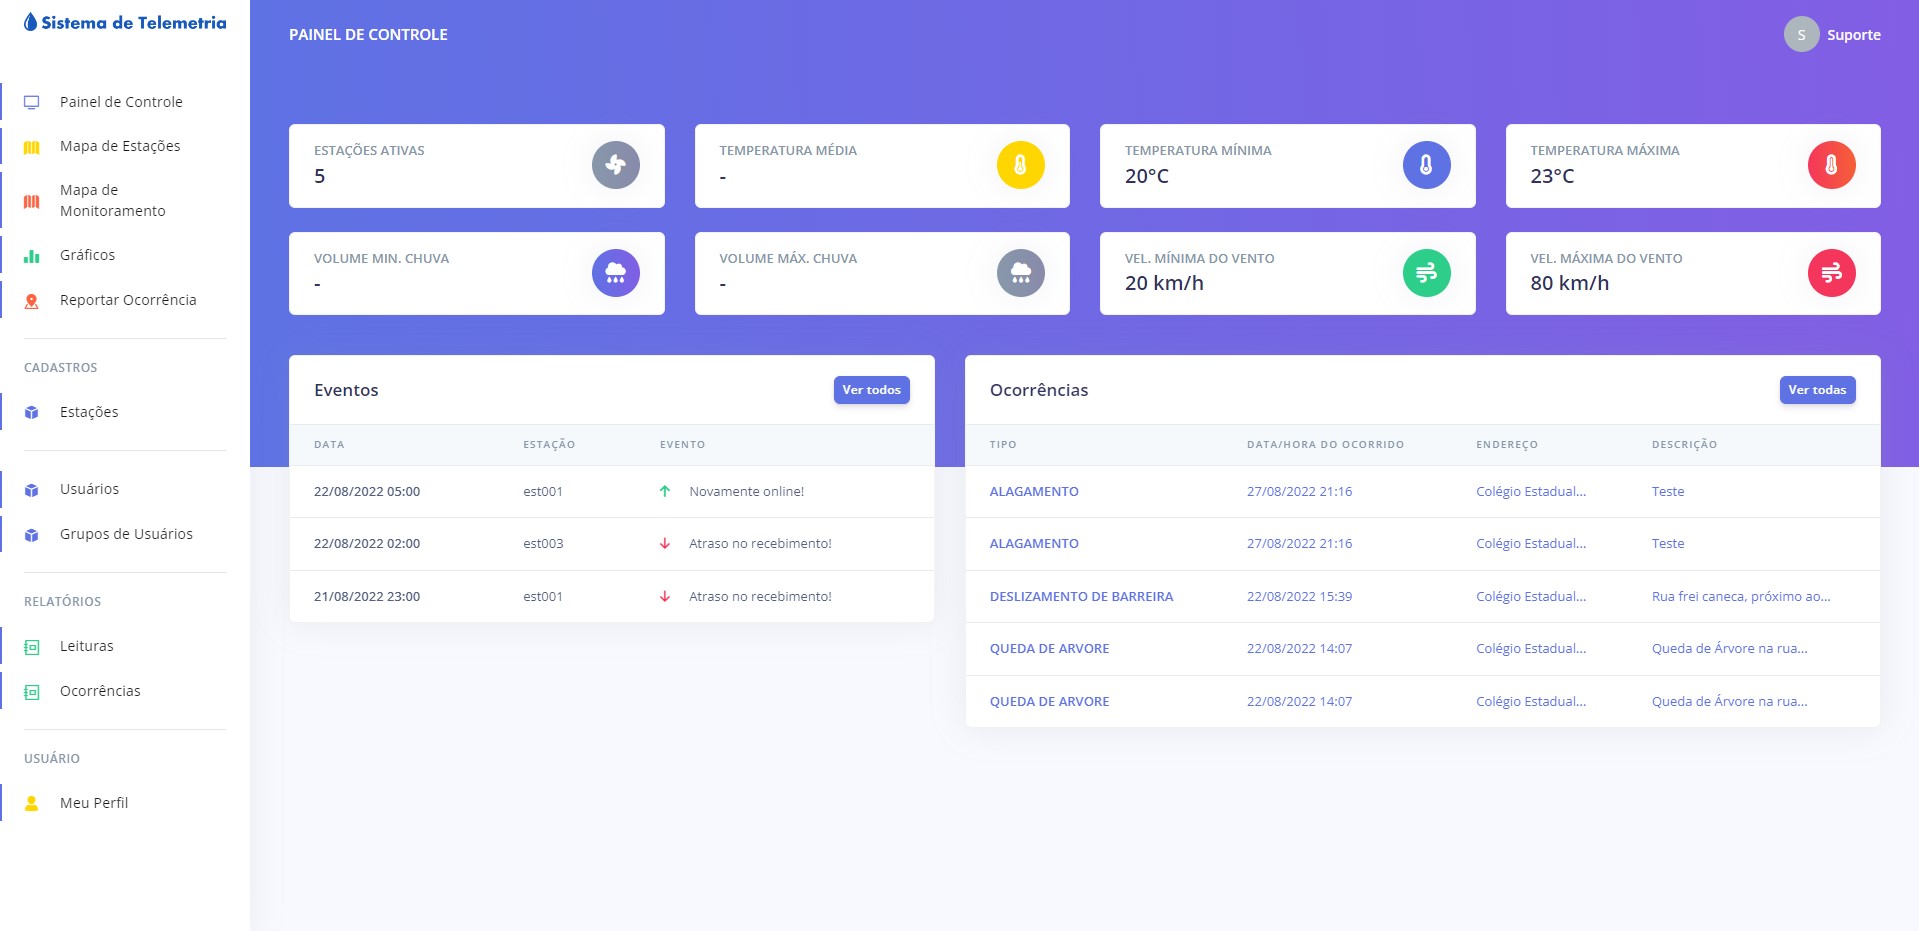 Sistema de Telemetria
Painel de Controle
Mapa de Estações
Mapa de
Monitoramento
Gráficos
Reportar Ocorrência
CADASTROS
Estações
Usuários
Grupos de Usuários
RELATÓRIOS
Leituras
Ocorrências
USUÁRIO
Meu Perfil
PAINEL DE CONTROLE
S Suporte
ESTAÇÕES ATIVAS
5
TEMPERATURA MÉDIA
-
TEMPERATURA MÍNIMA
20°C
TEMPERATURA MÁXIMA
23°C
VOLUME MIN. CHUVA
-
VOLUME MÁX. CHUVA
-
VEL. MÍNIMA DO VENTO
20 km/h
VEL. MÁXIMA DO VENTO
80 km/h
Eventos Ver todos
DATA ESTAÇÃO EVENTO
22/08/2022 05:00 est001 Novamente online!
22/08/2022 02:00 est003 Atraso no recebimento!
21/08/2022 23:00 est001 Atraso no recebimento!
Ocorrências Ver todas
TIPO DATA/HORA DO OCORRIDO ENDEREÇO DESCRIÇÃO
ALAGAMENTO 27/08/2022 21:16 Colégio Estadual... Teste
ALAGAMENTO 27/08/2022 21:16 Colégio Estadual... Teste
DESLIZAMENTO DE BARREIRA 22/08/2022 15:39 Colégio Estadual... Rua frei caneca, próximo ao...
QUEDA DE ARVORE 22/08/2022 14:07 Colégio Estadual... Queda de Árvore na rua...
QUEDA DE ARVORE 22/08/2022 14:07 Colégio Estadual... Queda de Árvore na rua...